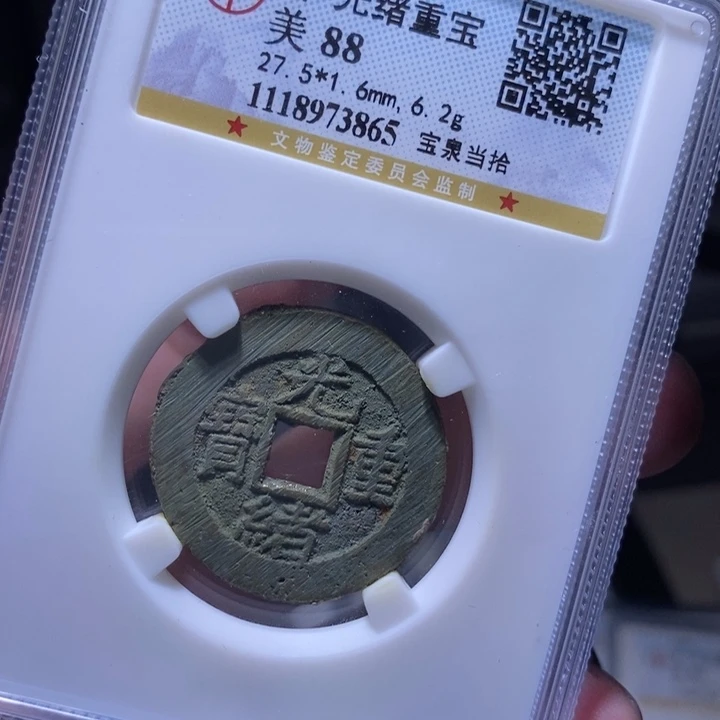 光绪重宝
美 88
27.5*1.6mm, 6.2g
1118973865 宝泉当拾
文物鉴定委员会监制
光緒重寶